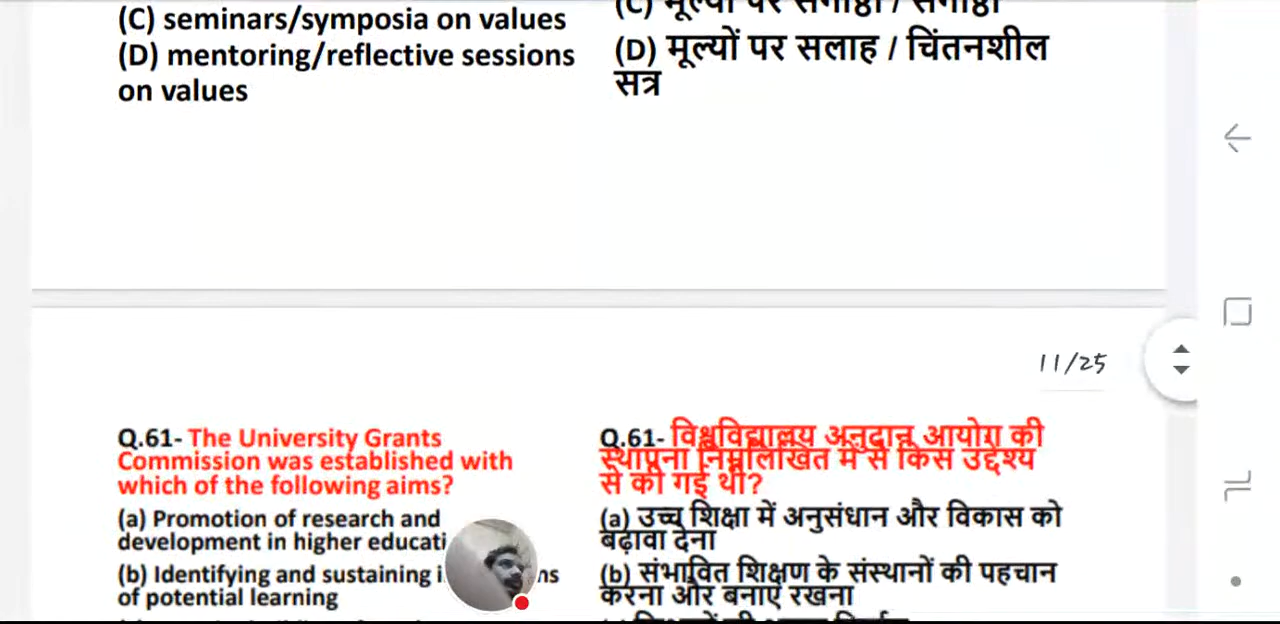 (C) seminars/symposia on values
(D) mentoring/reflective sessions
on values
(C) मूल्यों पर संगोष्ठी / संगोष्ठी
(D) मूल्यों पर सलाह / चिंतनशील
सत्र
11/25
Q.61- The University Grants
Commission was established with
which of the following aims?
(a) Promotion of research and
development in higher educati
(b) Identifying and sustaining i ns
of potential learning
Q.61- विश्वविद्यालय अनुदान आयोग की
स्थापना निम्नलिखित में से किस उद्देश्य
से की गई थी?
(a) उच्च शिक्षा में अनुसंधान और विकास को
बढ़ावा देना
(b) संभावित शिक्षण के संस्थानों की पहचान
करना और बनाए रखना